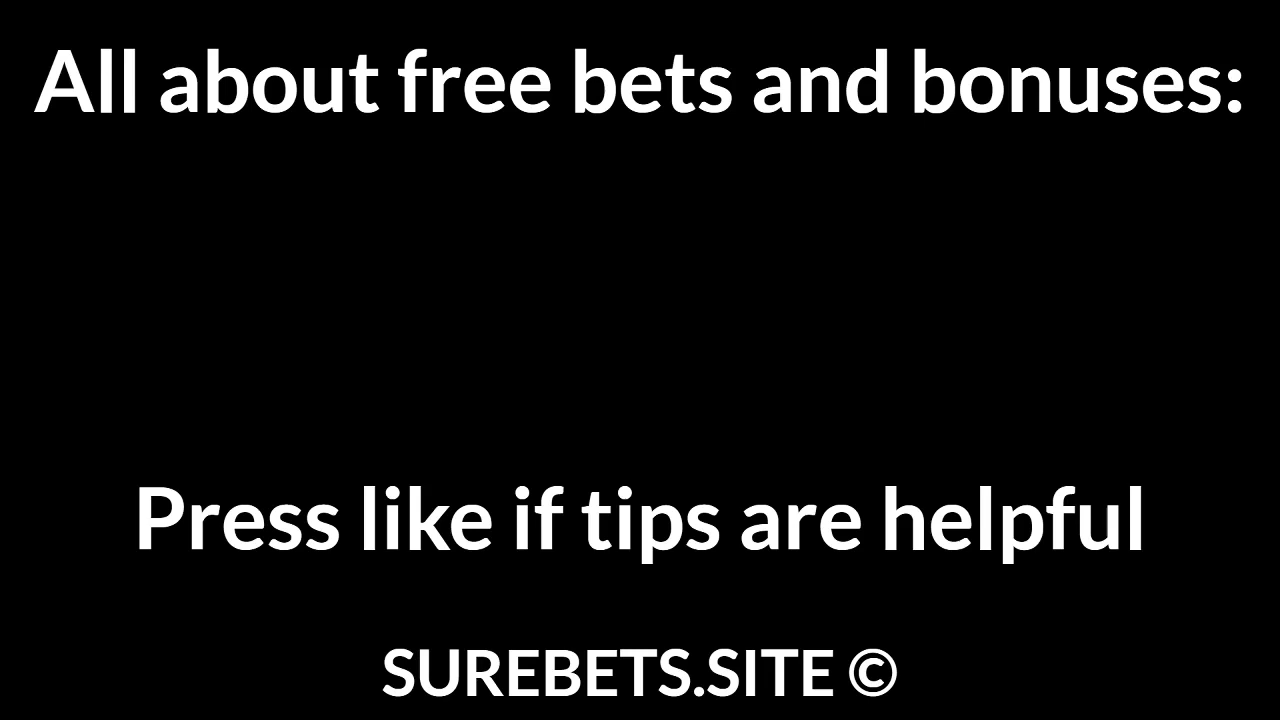 All about free bets and bonuses:
Press like if tips are helpful
SUREBETS.SITE ©